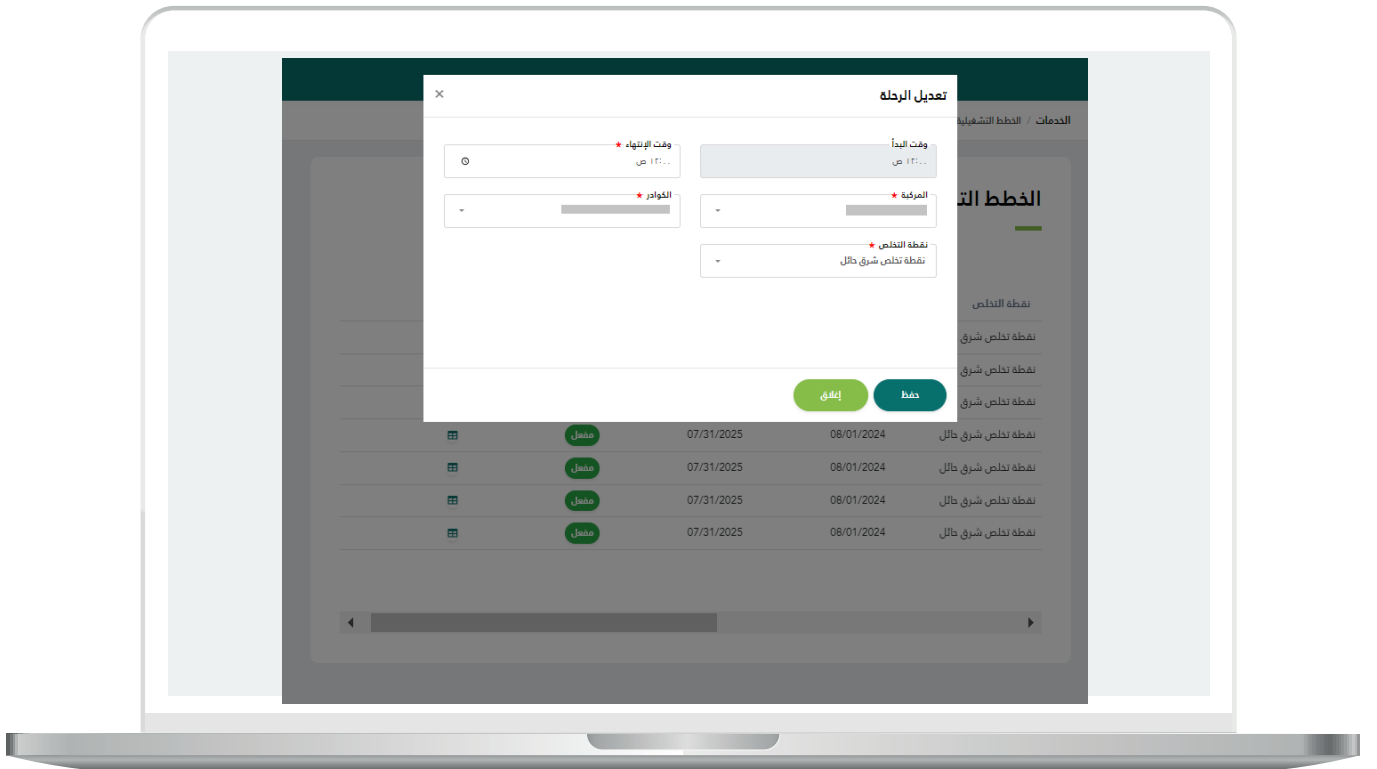 تعديل الرحلة ×
الخدمات / الخطط التشغيلية
وقت البدأ
١٢:٠٠ ص
وقت الإنتهاء *
١٢:٠٠ ص
المركبة *
الكوادر *
نقطة التخلص *
نقطة تخلص شرق حائل
الخطط
نقطة التخلص
نقطة تخلص شرق
نقطة تخلص شرق
نقطة تخلص شرق
حفظ إغلاق
نقطة تخلص شرق حائل 08/01/2024 07/31/2025 مفعل
نقطة تخلص شرق حائل 08/01/2024 07/31/2025 مفعل
نقطة تخلص شرق حائل 08/01/2024 07/31/2025 مفعل
نقطة تخلص شرق حائل 08/01/2024 07/31/2025 مفعل